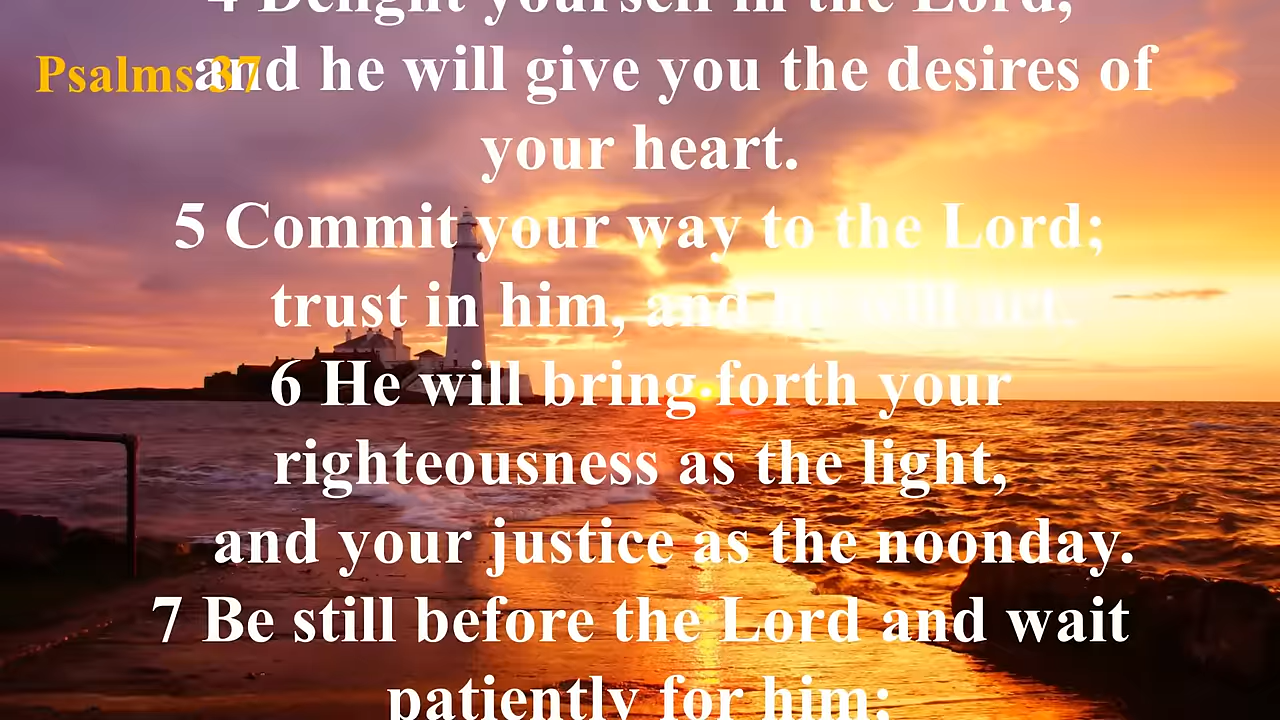 4 Delight yourself in the Lord;
Psalms 37
and he will give you the desires of
your heart.
5 Commit your way to the Lord;
trust in him, and he will act.
6 He will bring forth your
righteousness as the light,
and your justice as the noonday.
7 Be still before the Lord and wait
patiently for him;